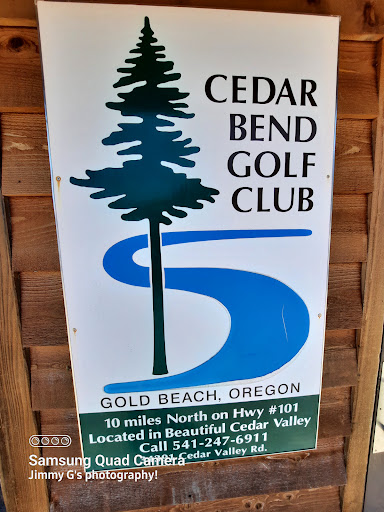 CEDAR
BEND
GOLF
CLUB
GOLD BEACH, OREGON
10 miles North on Hwy #101
Located in Beautiful Cedar Valley
Call 541-247-6911
Cedar Valley Rd.
Samsung Quad Camera
Jimmy G's photography!